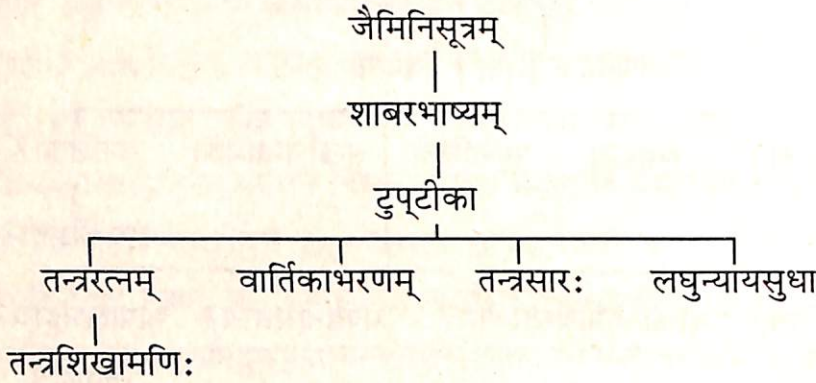 जैमिनिसूत्रम्
शाबरभाष्यम्
टुप्‌टीका
तन्त्ररत्नम् वार्तिकाभरणम् तन्त्रसारः लघुन्यायसुधा
तन्त्रशिखामणिः